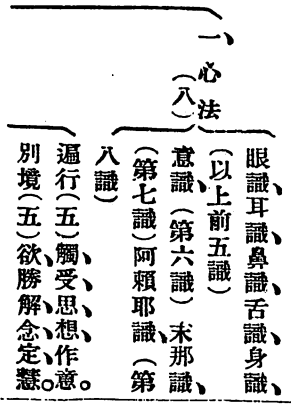 一、心法
(八)
眼識、耳識、鼻識、舌識、身識、
(以上前五識)
意識、(第六識)末那識、
(第七識)阿賴耶識、(第
八識)
遍行(五)觸、受、思、想、作意。
別境(五)欲、勝解、念、定、慧。